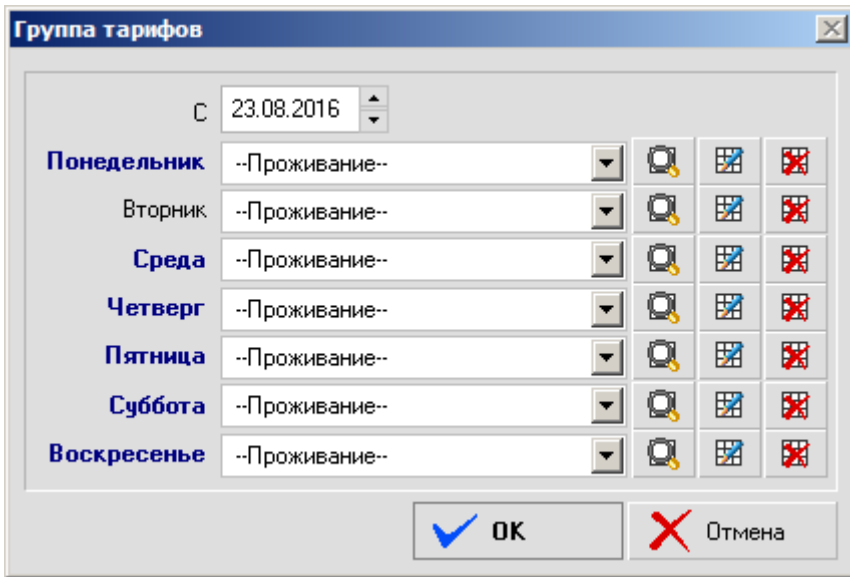 Группа тарифов
С 23.08.2016
Понедельник --Проживание--
Вторник --Проживание--
Среда --Проживание--
Четверг --Проживание--
Пятница --Проживание--
Суббота --Проживание--
Воскресенье --Проживание--
OK Отмена